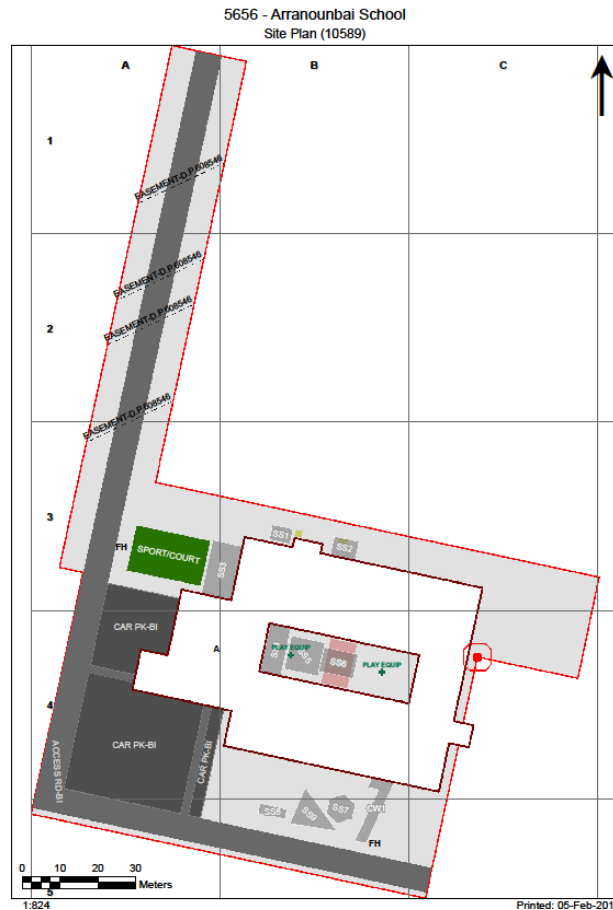 5656 - Arranounbai School
Site Plan (10589)
A
B
C
1
EASEMENT-D.P.608546
EASEMENT-D.P.608546
2
EASEMENT-D.P.608546
EASEMENT-D.P.608546
3
SS1
SS2
FH
SPORT/COURT
SS3
CAR PK-BI
A
PLAY EQUIP
SS5
SS6
PLAY EQUIP
4
CAR PK-BI
CAR PK-BI
ACCESS RD-BI
SS8
SS9
SS7
CW1
FH
0 10 20 30
Meters
5
1:824
Printed: 05-Feb-201